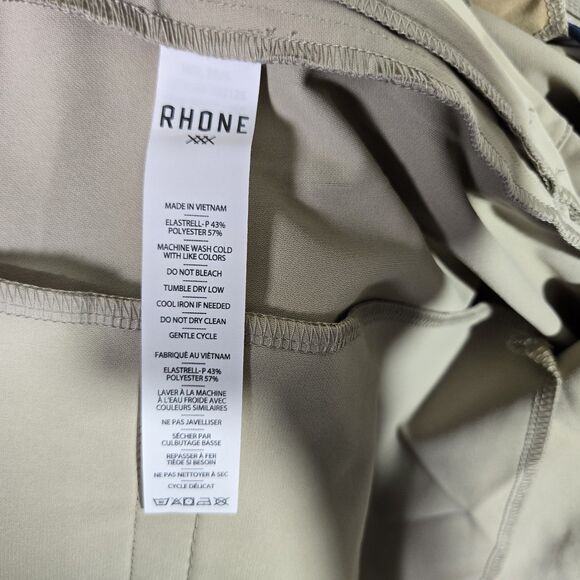 RHONE
MADE IN VIETNAM
ELASTRELL-P 43%
POLYESTER 57%
MACHINE WASH COLD
WITH LIKE COLORS
DO NOT BLEACH
TUMBLE DRY LOW
COOL IRON IF NEEDED
DO NOT DRY CLEAN
GENTLE CYCLE
FABRIQUÉ AU VIÊTNAM
ELASTRELL-P 43%
POLYESTER 57%
LAVER À LA MACHINE
À L'EAU FROIDE AVEC
COULEURS SIMILAIRES
NE PAS JAVELLISER
SÉCHER PAR
CULBUTAGE BASSE
REPASSER À FER
TIÈDE SI BESOIN
NE PAS NETTOYER À SEC
CYCLE DÉLICAT